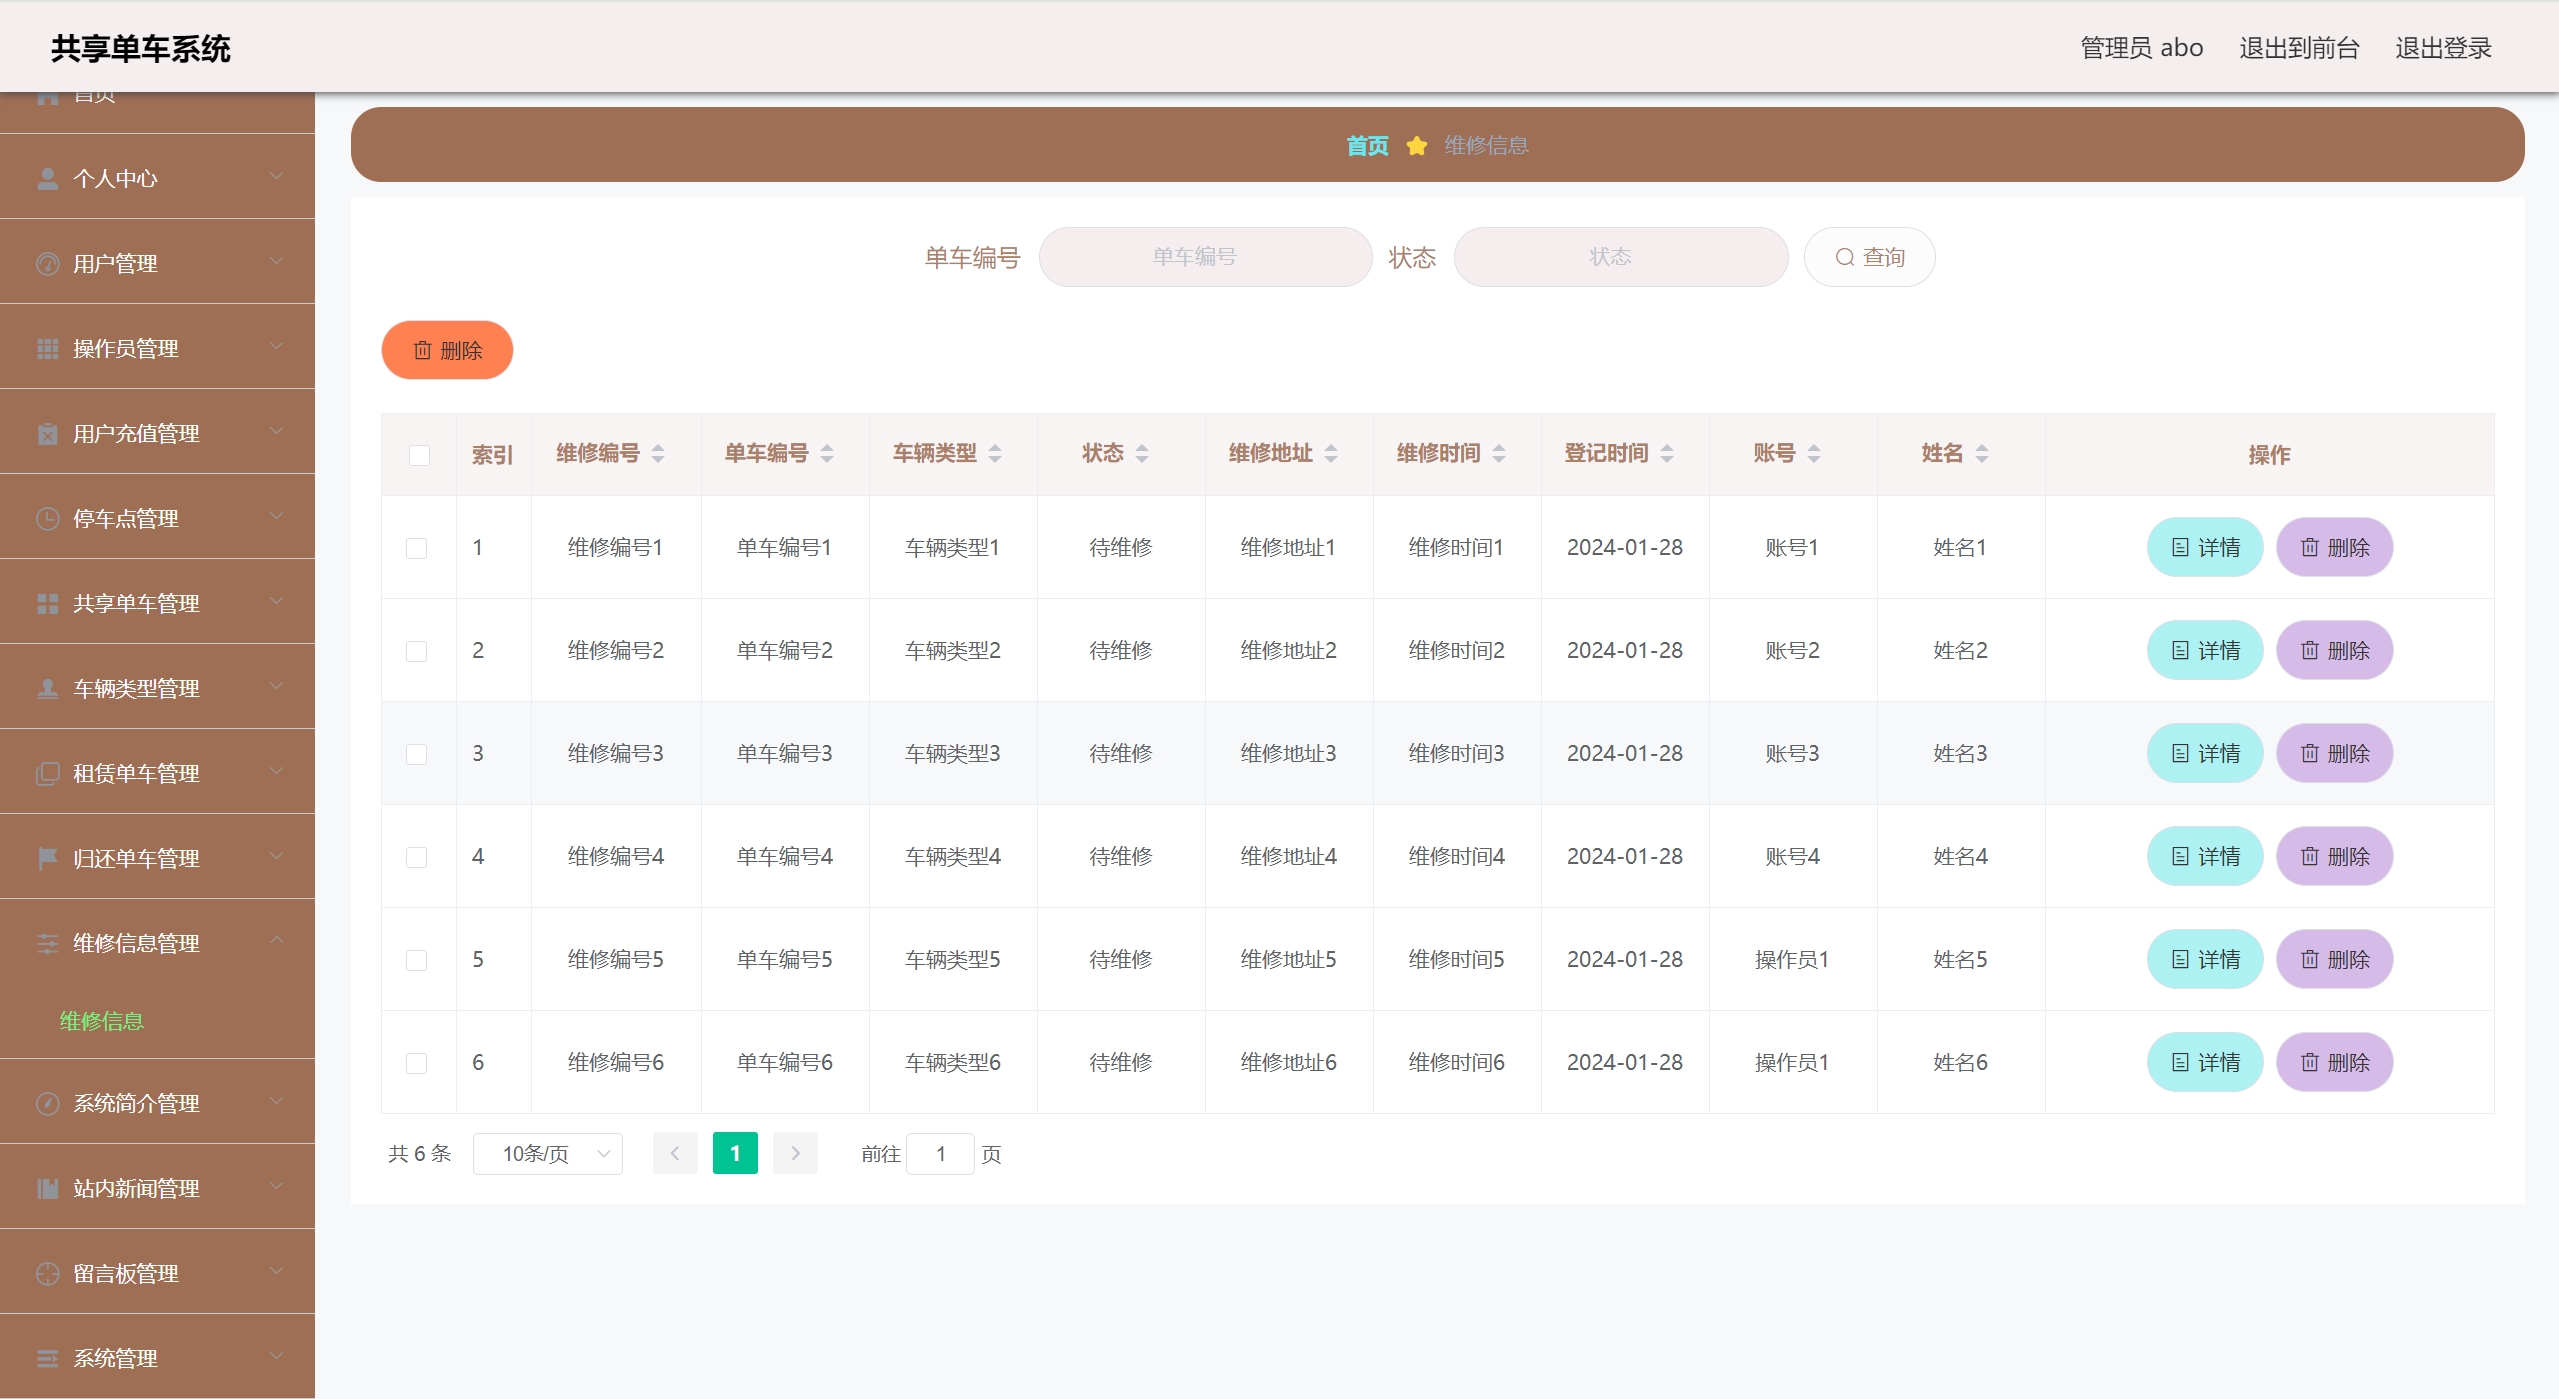 共享单车系统
管理员 abo 退出到前台 退出登录
首页
个人中心
用户管理
操作员管理
用户充值管理
停车点管理
共享单车管理
车辆类型管理
租赁单车管理
归还单车管理
维修信息管理
维修信息
系统简介管理
站内新闻管理
留言板管理
系统管理
首页 维修信息
单车编号 单车编号 状态 状态 查询
删除
索引 维修编号 单车编号 车辆类型 状态 维修地址 维修时间 登记时间 账号 姓名 操作
1 维修编号1 单车编号1 车辆类型1 待维修 维修地址1 维修时间1 2024-01-28 账号1 姓名1 详情 删除
2 维修编号2 单车编号2 车辆类型2 待维修 维修地址2 维修时间2 2024-01-28 账号2 姓名2 详情 删除
3 维修编号3 单车编号3 车辆类型3 待维修 维修地址3 维修时间3 2024-01-28 账号3 姓名3 详情 删除
4 维修编号4 单车编号4 车辆类型4 待维修 维修地址4 维修时间4 2024-01-28 账号4 姓名4 详情 删除
5 维修编号5 单车编号5 车辆类型5 待维修 维修地址5 维修时间5 2024-01-28 操作员1 姓名5 详情 删除
6 维修编号6 单车编号6 车辆类型6 待维修 维修地址6 维修时间6 2024-01-28 操作员1 姓名6 详情 删除
共 6 条 10条/页 1 前往 1 页